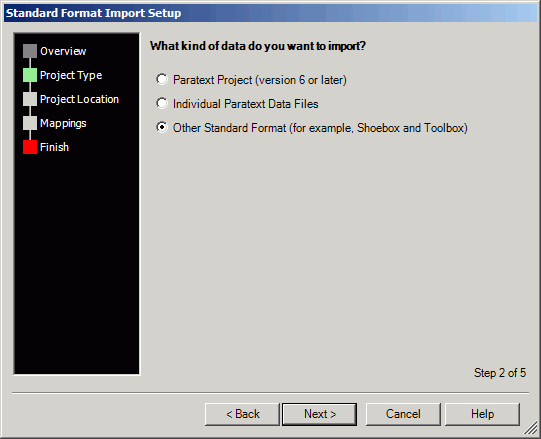 Standard Format Import Setup
Overview
Project Type
Project Location
Mappings
Finish
What kind of data do you want to import?
Paratext Project (version 6 or later)
Individual Paratext Data Files
Other Standard Format (for example, Shoebox and Toolbox)
Step 2 of 5
< Back
Next >
Cancel
Help